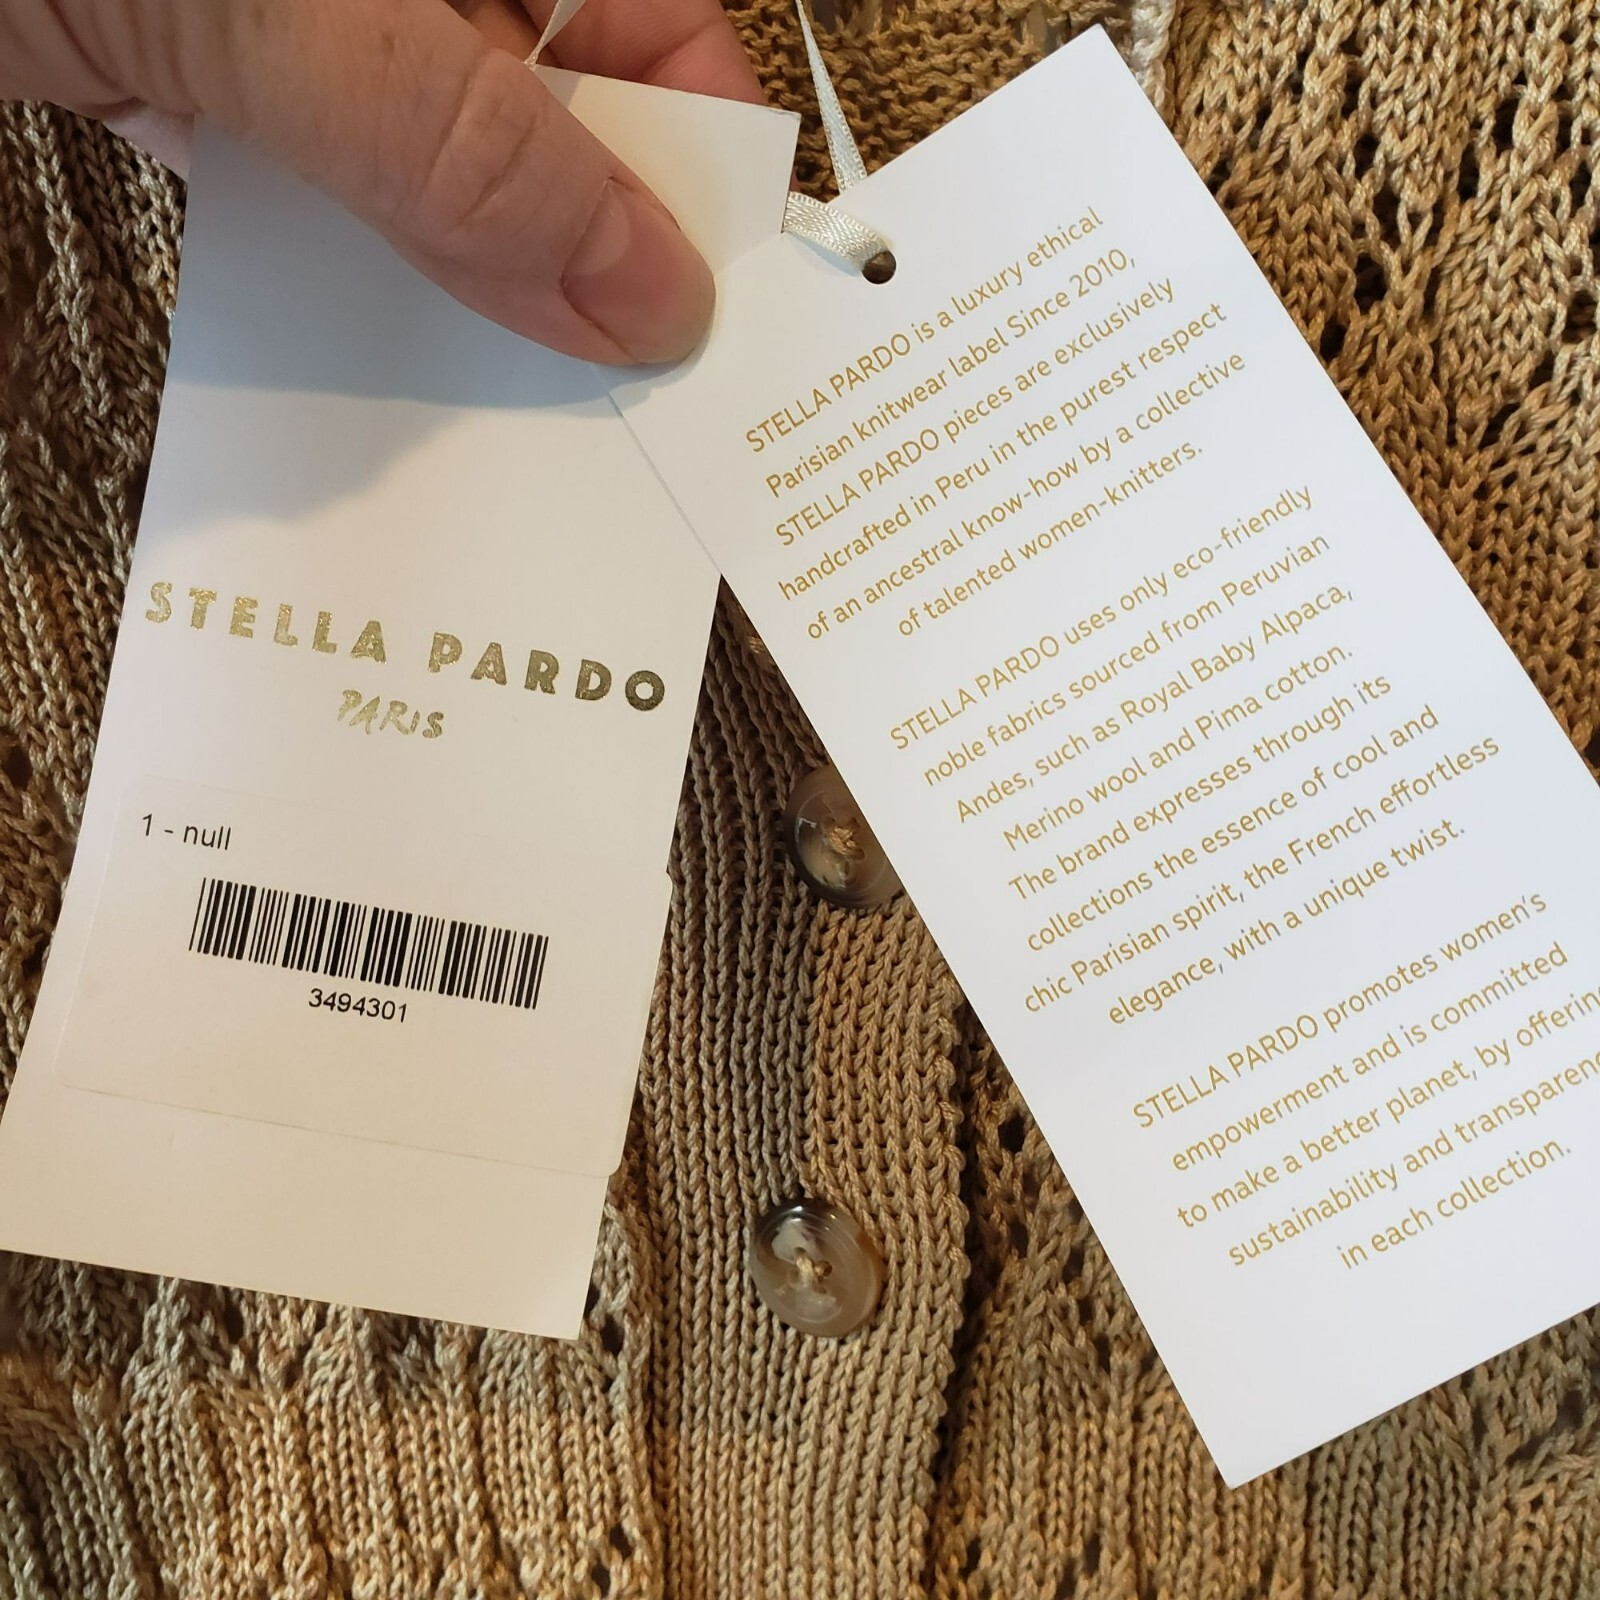 STELLA PARDO
PARIS
1 - null
3494301
STELLA PARDO is a luxury ethical
Parisian knitwear label Since 2010,
STELLA PARDO pieces are exclusively
handcrafted in Peru in the purest respect
of an ancestral know-how by a collective
of talented women-knitters.
STELLA PARDO uses only eco-friendly
noble fabrics sourced from Peruvian
Andes, such as Royal Baby Alpaca,
Merino wool and Pima cotton.
The brand expresses through its
collections the essence of cool and
chic Parisian spirit, the French effortless
elegance, with a unique twist.
STELLA PARDO promotes women's
empowerment and is committed
to make a better planet, by offerin
sustainability and transparen
in each collection.